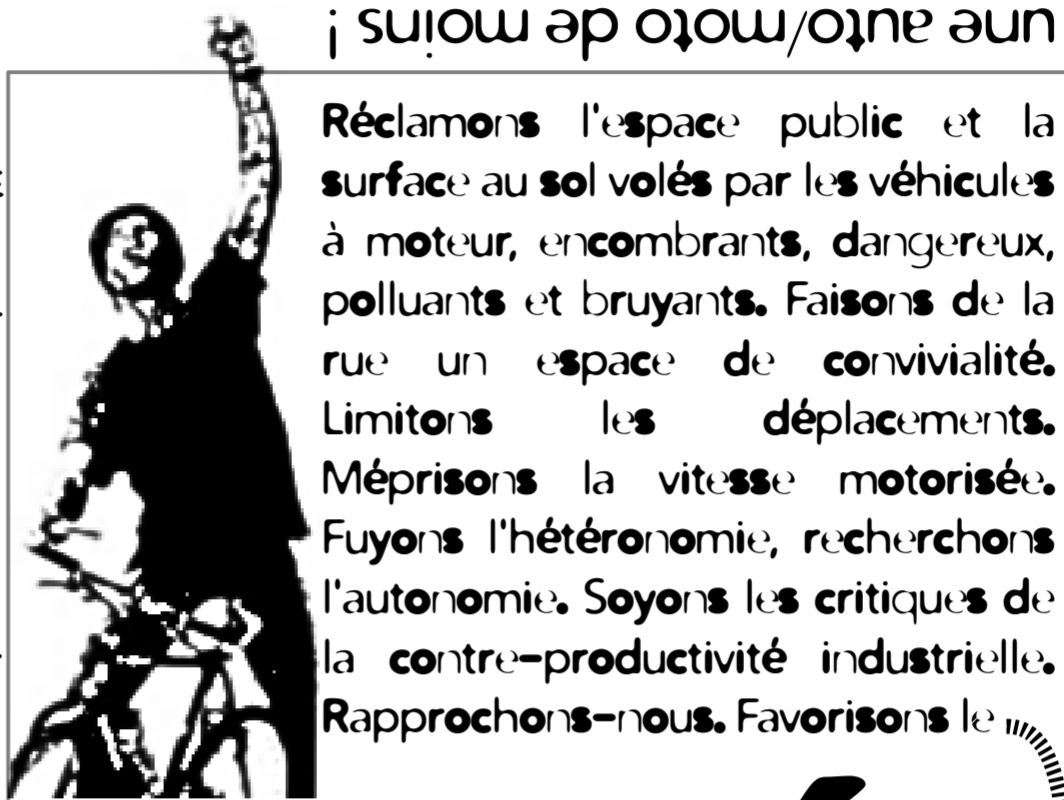 une auto/moto de moins !
Réclamons l'espace public et la
surface au sol volés par les véhicules
à moteur, encombrants, dangereux,
polluants et bruyants. Faisons de la
rue un espace de convivialité.
Limitons les déplacements.
Méprisons la vitesse motorisée.
Fuyons l'hétéronomie, recherchons
l'autonomie. Soyons les critiques de
la contre-productivité industrielle.
Rapprochons-nous. Favorisons le